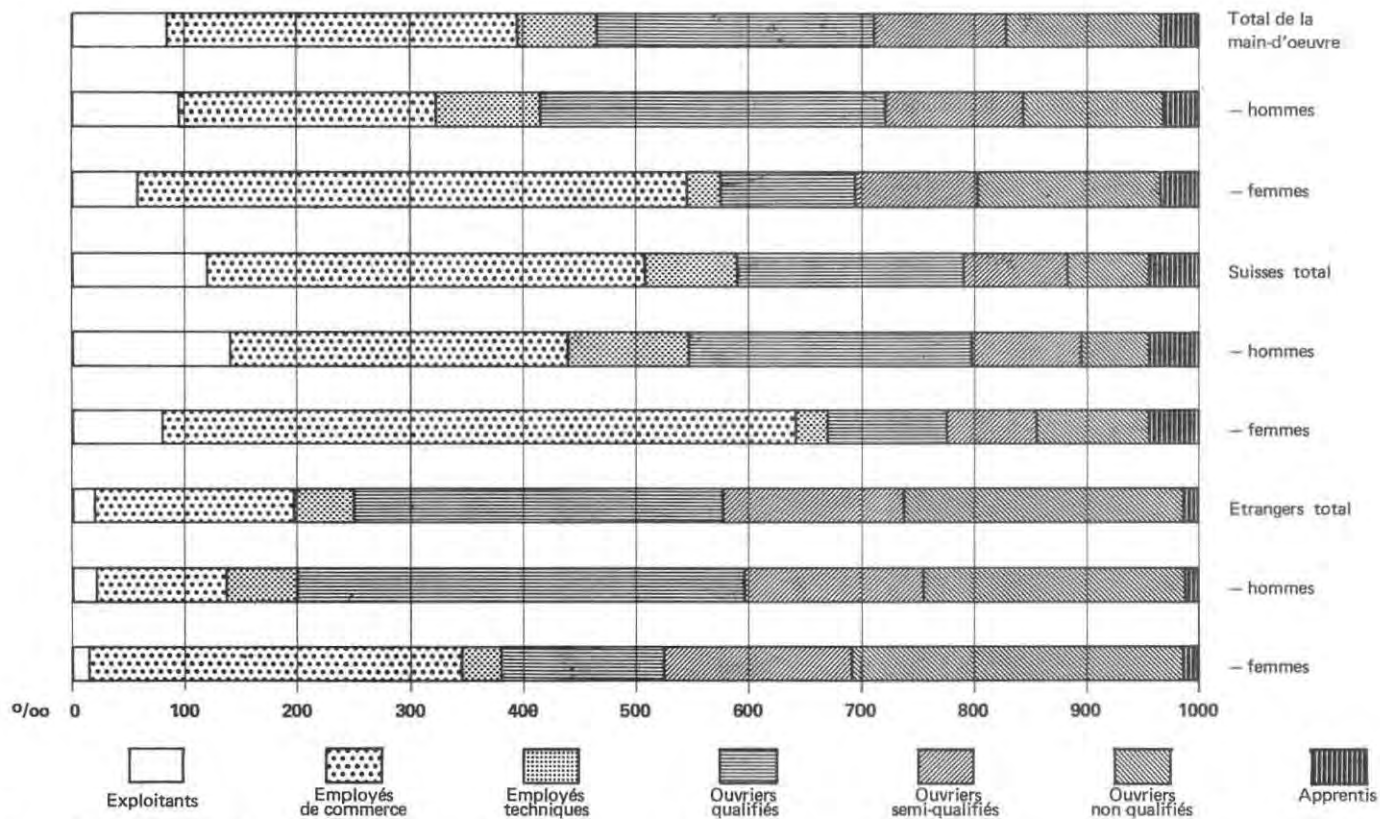 Total de la
main-d'oeuvre
– hommes
– femmes
Suisses total
– hommes
– femmes
Etrangers total
– hommes
– femmes
o/oo 0 100 200 300 400 500 600 700 800 900 1000
Exploitants
Employés
de commerce
Employés
techniques
Ouvriers
qualifiés
Ouvriers
semi-qualifiés
Ouvriers
non qualifiés
Apprentis